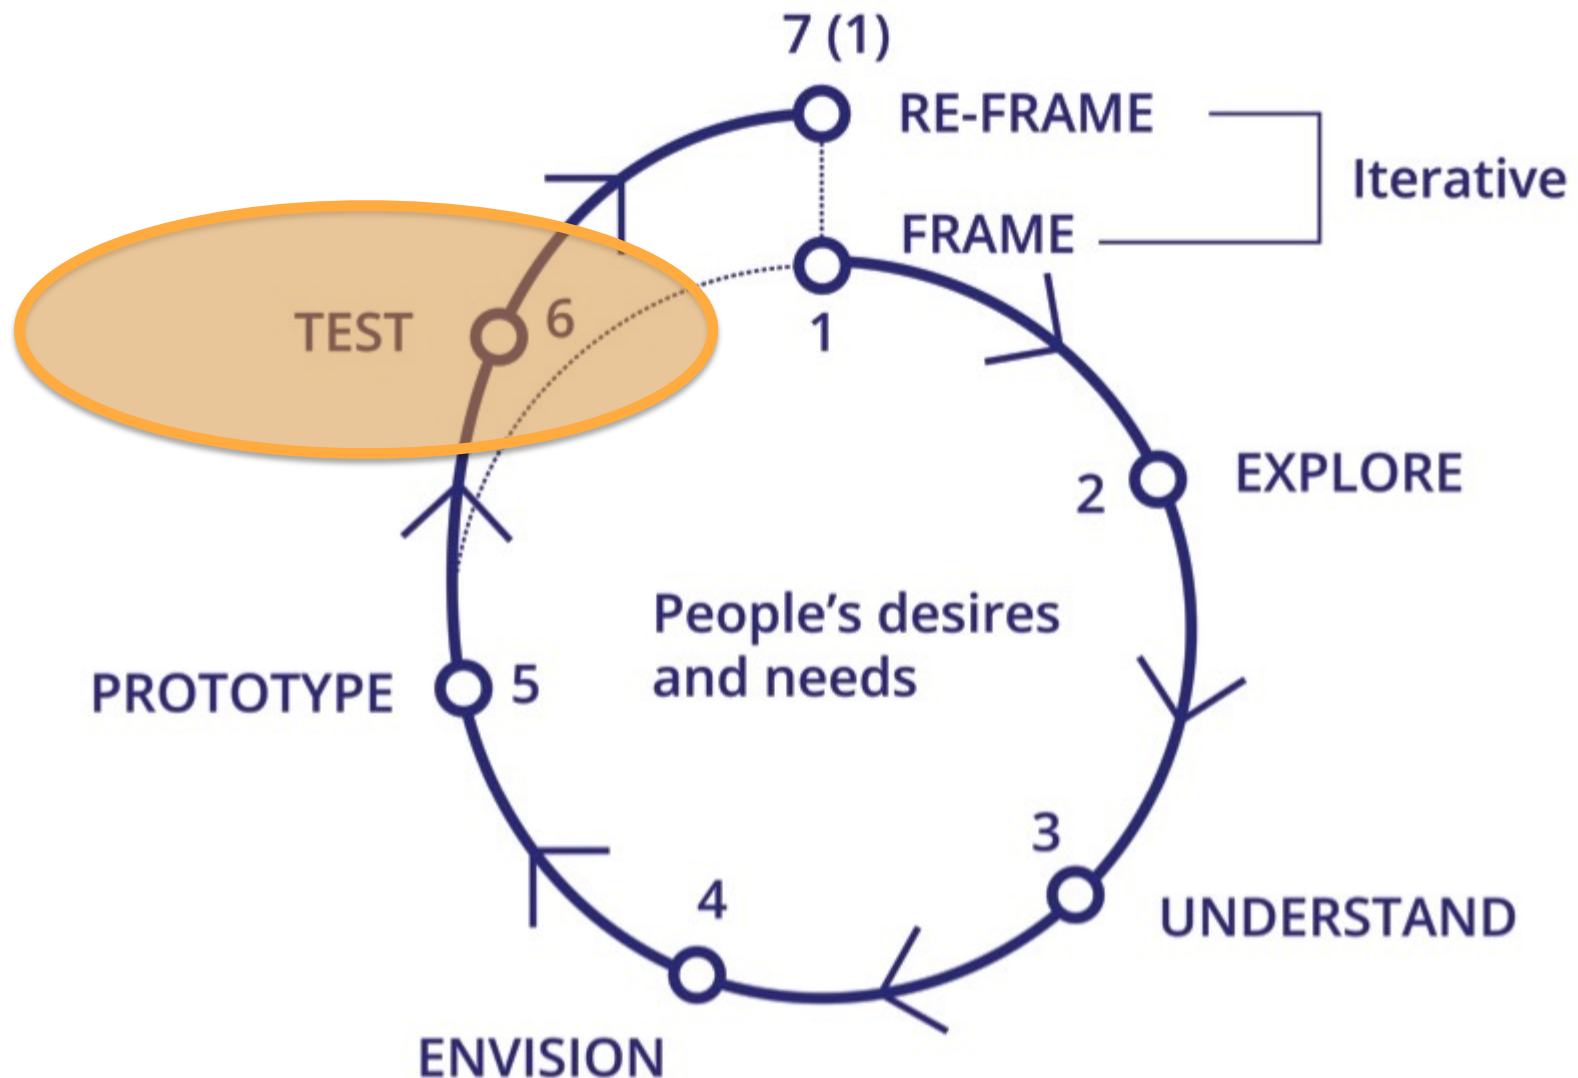 7 (1)
RE-FRAME
Iterative
FRAME
1
TEST
6
2
EXPLORE
People’s desires
and needs
PROTOTYPE
5
3
UNDERSTAND
4
ENVISION